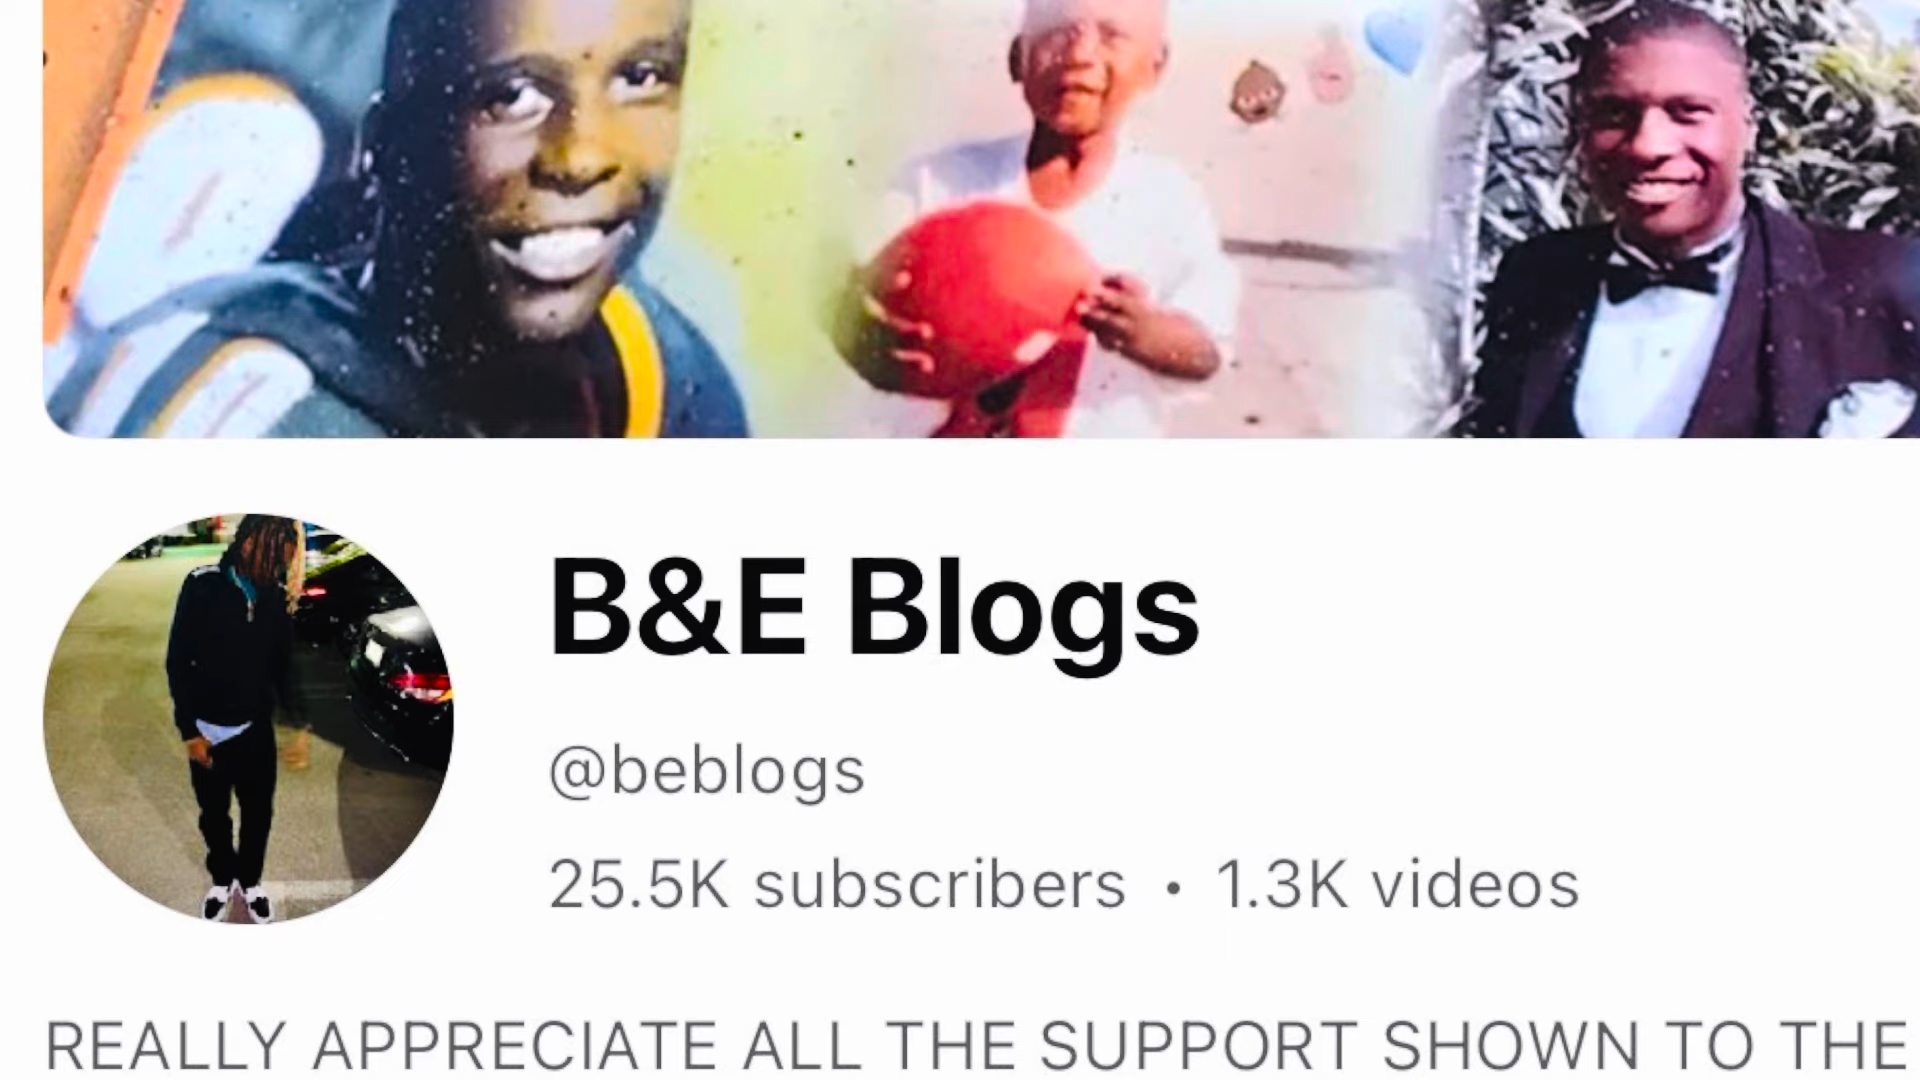 B&E Blogs
@beblogs
25.5K subscribers • 1.3K videos
REALLY APPRECIATE ALL THE SUPPORT SHOWN TO THE